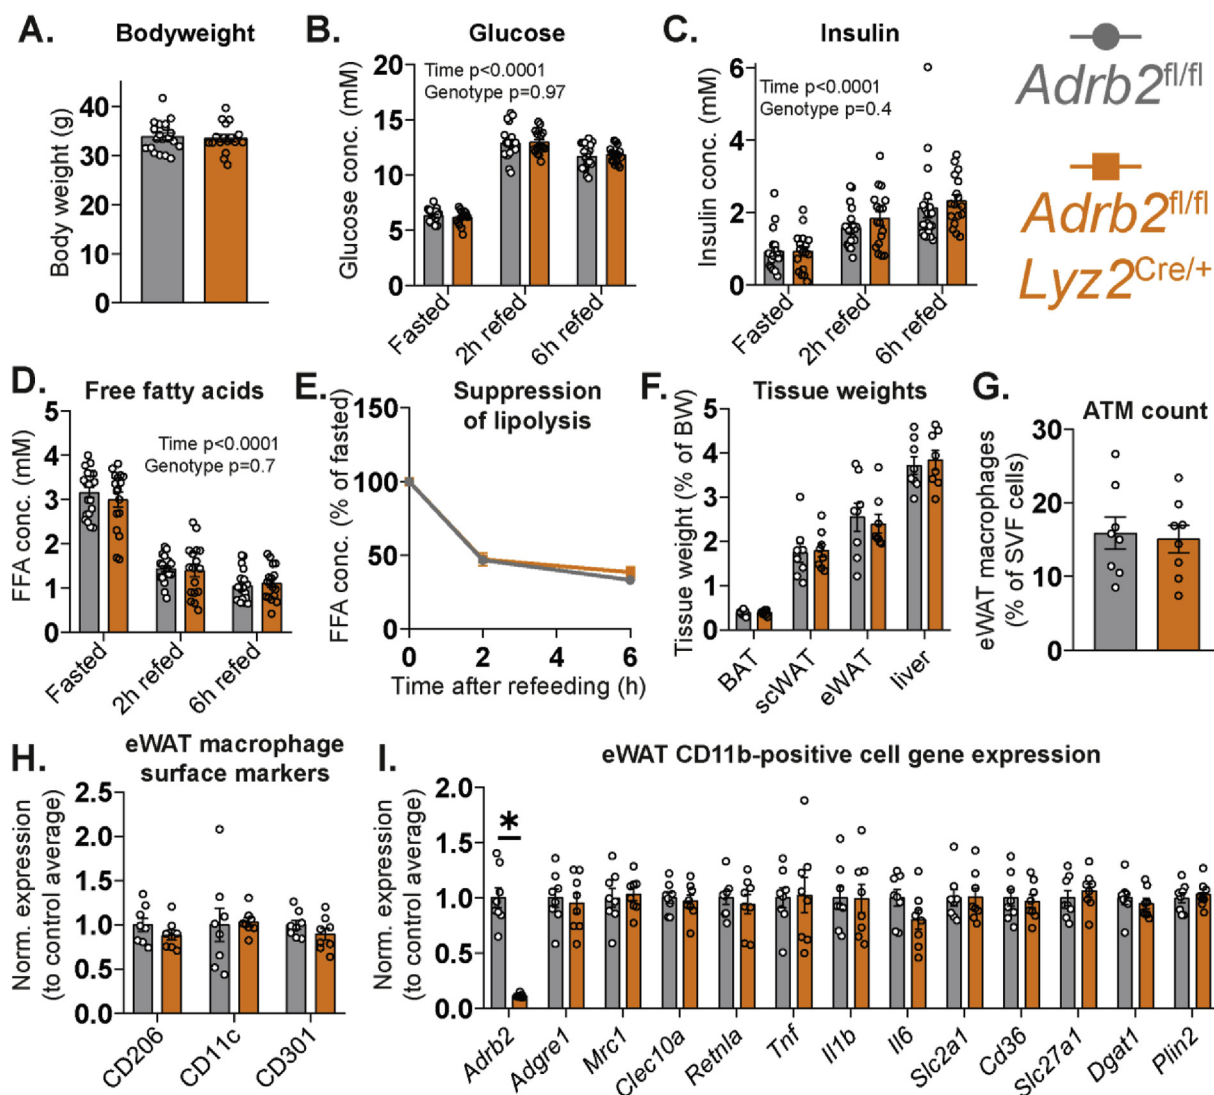 A.
Bodyweight
Body weight (g)
40
30
20
10
0
B.
Glucose
Time p<0.0001
Genotype p=0.97
Glucose conc. (mM)
20
15
10
5
0
Fasted
2h refed
6h refed
C.
Insulin
Time p<0.0001
Genotype p=0.4
Insulin conc. (mM)
6
4
2
0
Fasted
2h refed
6h refed
Adrb2fl/fl
Adrb2fl/fl
Lyz2Cre/+
D.
Free fatty acids
Time p<0.0001
Genotype p=0.7
FFA conc. (mM)
5
4
3
2
1
0
Fasted
2h refed
6h refed
E.
Suppression
of lipolysis
FFA conc. (% of fasted)
150
100
50
0
0 2 4 6
Time after refeeding (h)
F.
Tissue weights
Tissue weight (% of BW)
5
4
3
2
1
0
BAT
scWAT
eWAT
liver
G.
ATM count
eWAT macrophages
(% of SVF cells)
30
20
10
0
H.
eWAT macrophage
surface markers
Norm. expression
(to control average)
2.5
2.0
1.5
1.0
0.5
0.0
CD206
CD11c
CD301
I.
eWAT CD11b-positive cell gene expression
Norm. expression
(to control average)
2.0
1.5
1.0
0.5
0.0
*
Adrb2
Adgre1
Mrc1
Clec10a
Retnla
Tnf
Il1b
Il6
Slc2a1
Cd36
Slc27a1
Dgat1
Plin2